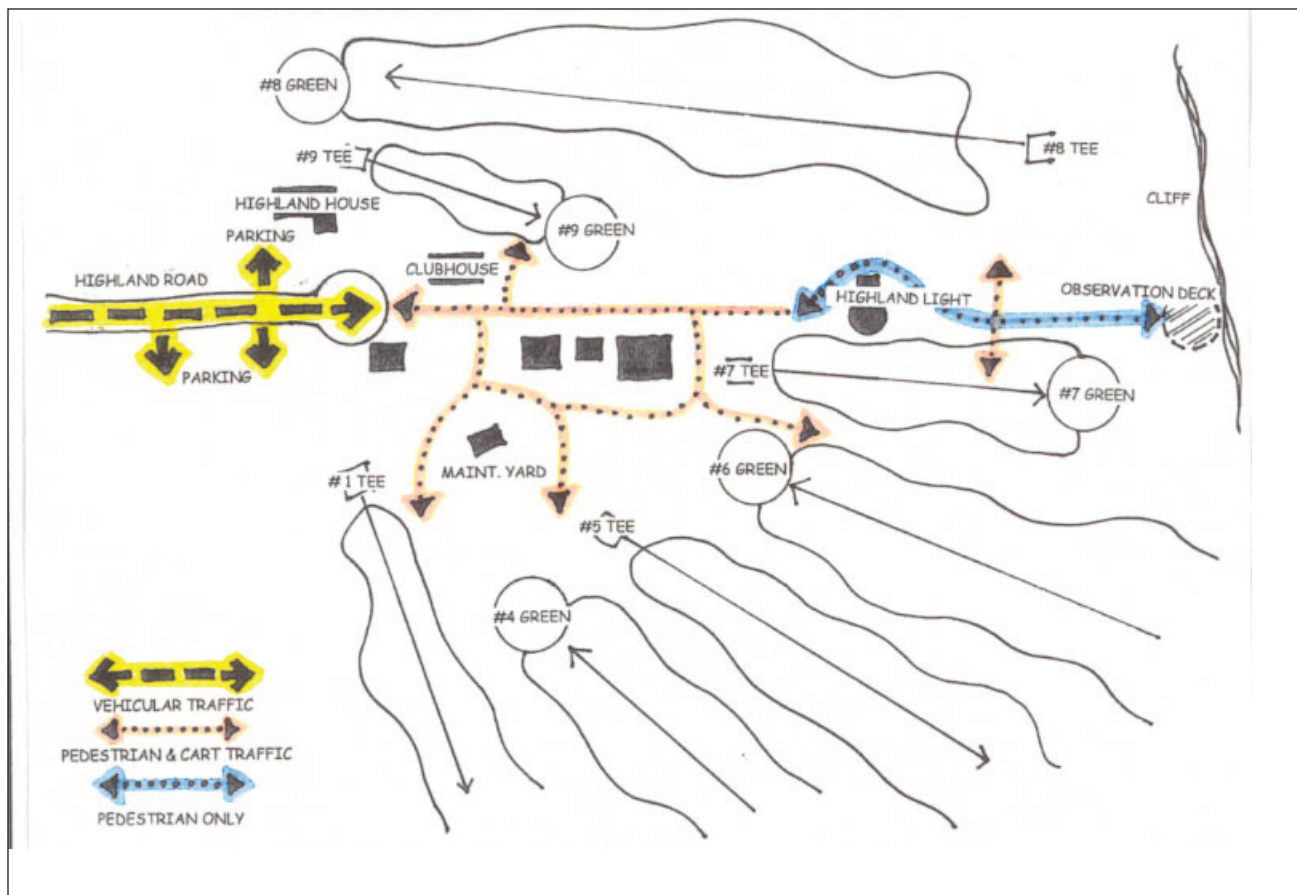 #8 GREEN
#8 TEE
#9 TEE
CLIFF
HIGHLAND HOUSE
#9 GREEN
PARKING
HIGHLAND ROAD
CLUBHOUSE
HIGHLAND LIGHT
OBSERVATION DECK
PARKING
#7 TEE
#7 GREEN
#6 GREEN
MAINT. YARD
#1 TEE
#5 TEE
#4 GREEN
VEHICULAR TRAFFIC
PEDESTRIAN & CART TRAFFIC
PEDESTRIAN ONLY